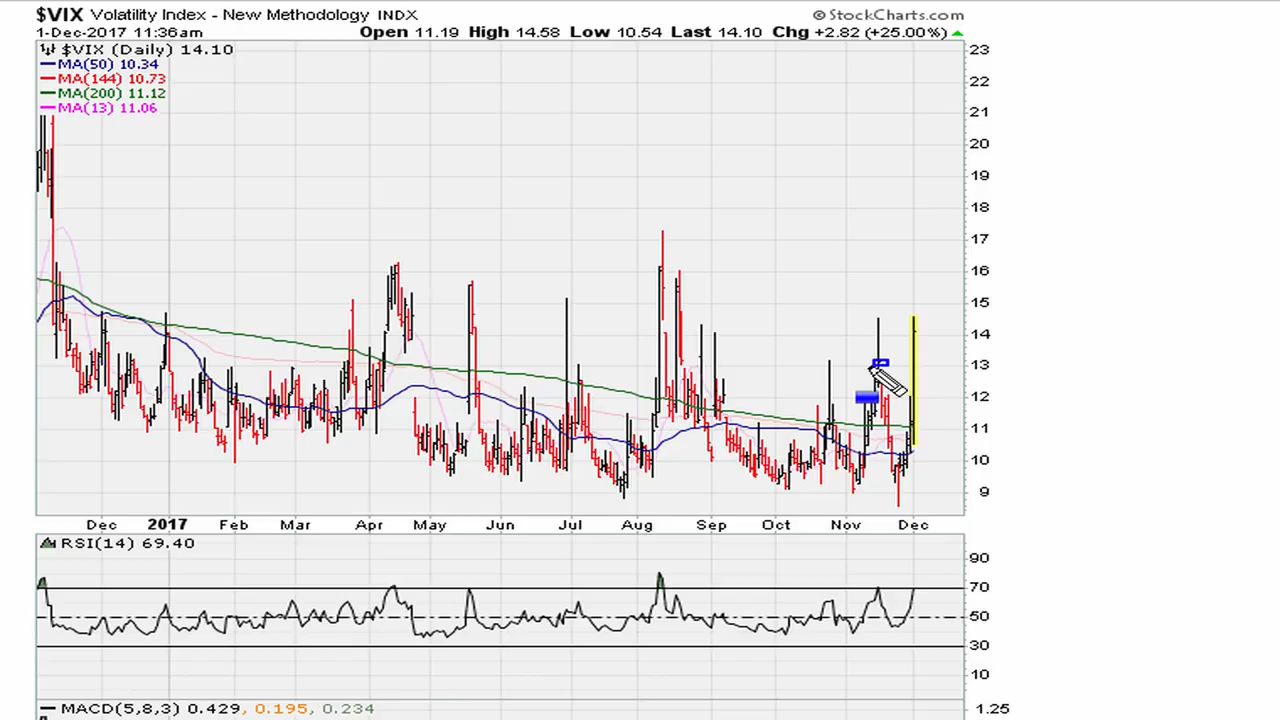 $VIX Volatility Index - New Methodology INDX
© StockCharts.com
1-Dec-2017 11:36am
Open 11.19 High 14.58 Low 10.54 Last 14.10 Chg +2.82 (+25.00%)
$VIX (Daily) 14.10
MA(50) 10.34
MA(144) 10.73
MA(200) 11.12
MA(13) 11.06
23
22
21
20
19
18
17
16
15
14
13
12
11
10
9
Dec 2017 Feb Mar Apr May Jun Jul Aug Sep Oct Nov Dec
RSI(14) 69.40
90
70
50
30
10
MACD(5,8,3) 0.429, 0.195, 0.234
1.25